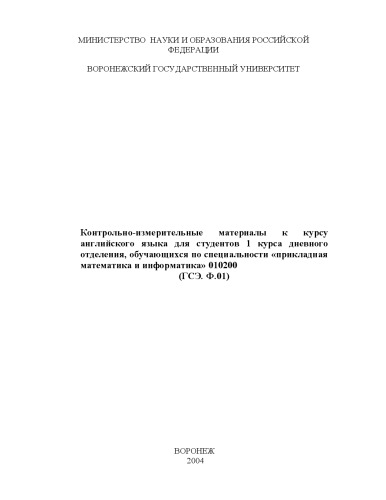 МИНИСТЕРСТВО НАУКИ И ОБРАЗОВАНИЯ РОССИЙСКОЙ
ФЕДЕРАЦИИ
ВОРОНЕЖСКИЙ ГОСУДАРСТВЕННЫЙ УНИВЕРСИТЕТ
Контрольно-измерительные материалы к курсу
английского языка для студентов 1 курса дневного
отделения, обучающихся по специальности «прикладная
математика и информатика» 010200
(ГСЭ. Ф.01)
ВОРОНЕЖ
2004